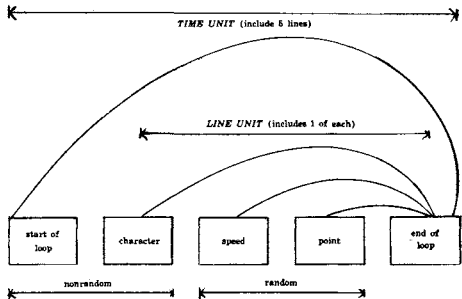 TIME UNIT (include 5 lines)
LINE UNIT (includes 1 of each)
start of
loop
character
speed
point
end of
loop
nonrandom
random